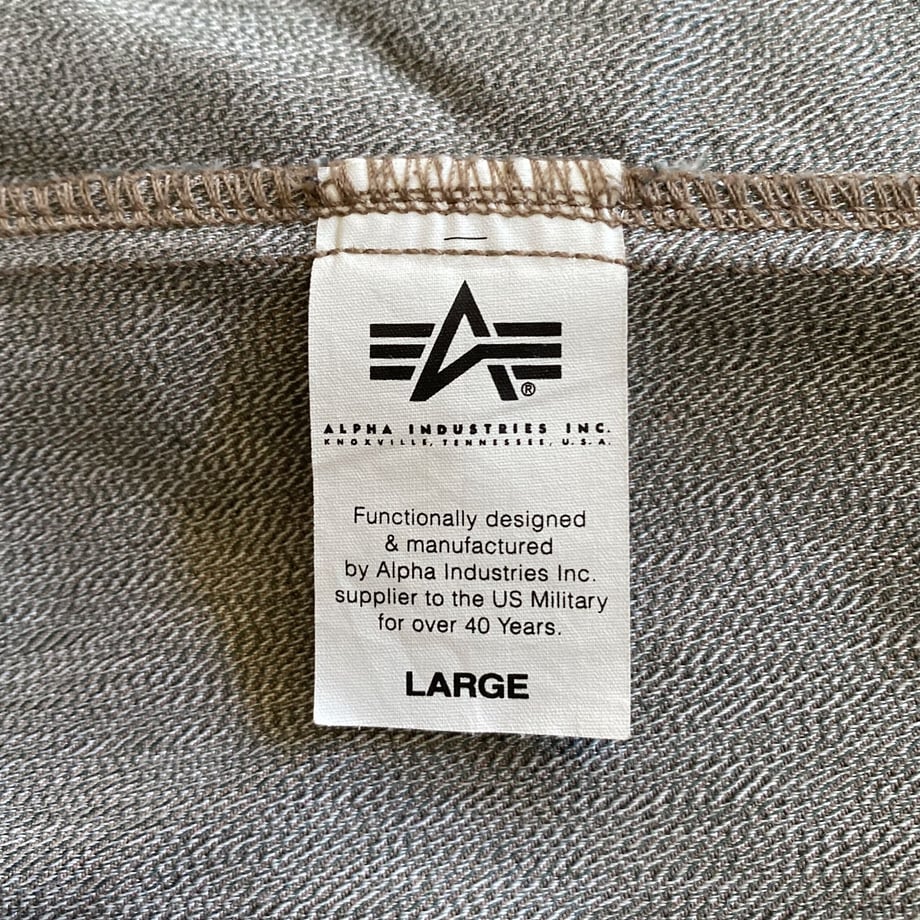 ®
ALPHA INDUSTRIES INC.
KNOXVILLE, TENNESSEE, U.S.A.
Functionally designed
& manufactured
by Alpha Industries Inc.
supplier to the US Military
for over 40 Years.
LARGE